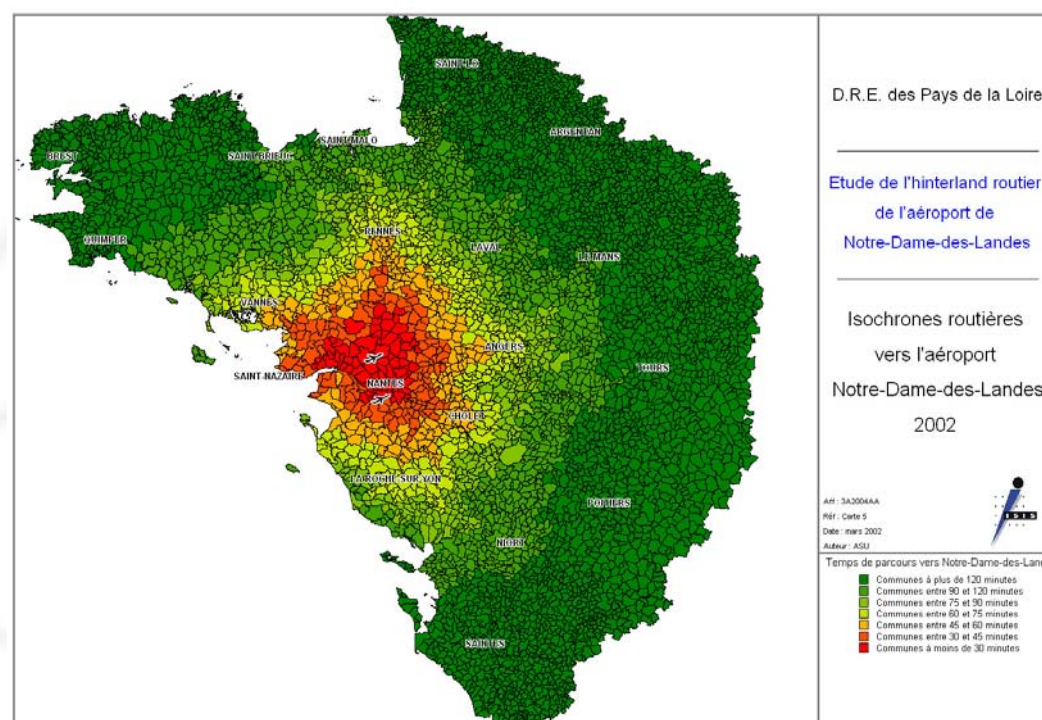 SAINT-LÔ
ARGENTAN
SAINT-MALO
BREST
SAINT-BRIEUC
QUIMPER
RENNES
LAVAL
LE MANS
VANNES
ANGERS
SAINT-NAZAIRE
TOURS
NANTES
CHOLET
LA ROCHE-SUR-YON
POITIERS
NIORT
SAINTES
D.R.E. des Pays de la Loire
Etude de l'hinterland routier
de l'aéroport de
Notre-Dame-des-Landes
Isochrones routières
vers l'aéroport
Notre-Dame-des-Landes
2002
Aff : 3A2004AA
Réf : Carte 5
Date : mars 2002
Auteur : ASU
ISIS
Temps de parcours vers Notre-Dame-des-Land
Communes à plus de 120 minutes
Communes entre 90 et 120 minutes
Communes entre 75 et 90 minutes
Communes entre 60 et 75 minutes
Communes entre 45 et 60 minutes
Communes entre 30 et 45 minutes
Communes à moins de 30 minutes